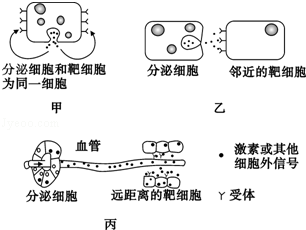 分泌细胞和靶细胞
为同一细胞
甲
分泌细胞
邻近的靶细胞
乙
血管
分泌细胞
远距离的靶细胞
丙
激素或其他
细胞外信号
受体